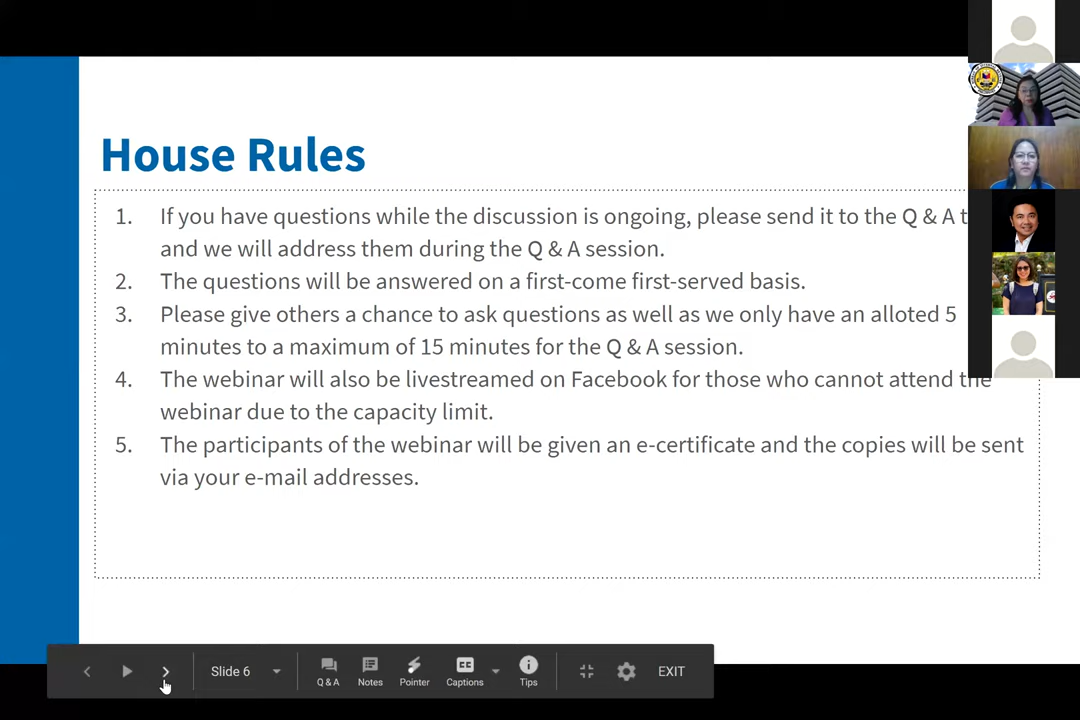 House Rules
1. If you have questions while the discussion is ongoing, please send it to the Q & A t
and we will address them during the Q & A session.
2. The questions will be answered on a first-come first-served basis.
3. Please give others a chance to ask questions as well as we only have an alloted 5
minutes to a maximum of 15 minutes for the Q & A session.
4. The webinar will also be livestreamed on Facebook for those who cannot attend the
webinar due to the capacity limit.
5. The participants of the webinar will be given an e-certificate and the copies will be sent
via your e-mail addresses.
Slide 6
Q & A
Notes
Pointer
CC
Captions
Tips
EXIT